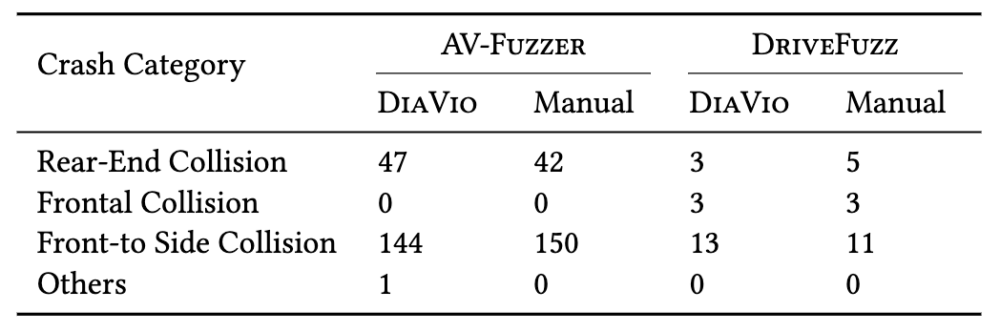 Crash Category AV-Fuzzer DriveFuzz
DiaVio Manual DiaVio Manual
Rear-End Collision 47 42 3 5
Frontal Collision 0 0 3 3
Front-to Side Collision 144 150 13 11
Others 1 0 0 0